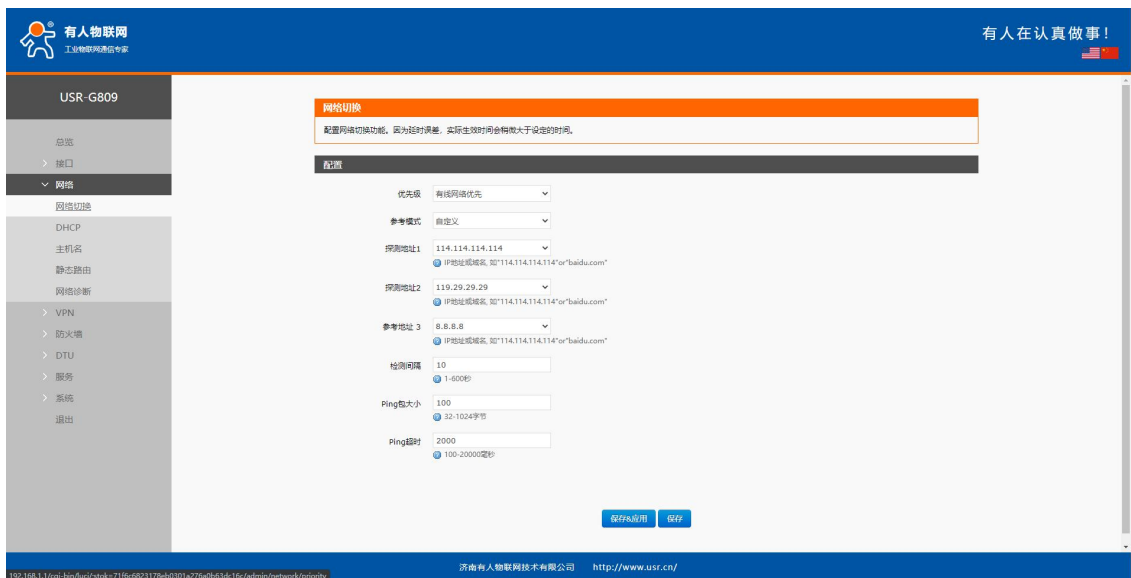 有人物联网
工业物联网通信专家
有人在认真做事!
USR-G809
总览
接口
网络
网络切换
DHCP
主机名
静态路由
网络诊断
VPN
防火墙
DTU
服务
系统
退出
网络切换
配置网络切换功能。因为延时误差, 实际生效时间会稍微大于设定的时间。
配置
优先级 有线网络优先
参考模式 自定义
探测地址1 114.114.114.114
IP地址或域名, 如"114.114.114.114"or"baidu.com"
探测地址2 119.29.29.29
IP地址或域名, 如"114.114.114.114"or"baidu.com"
参考地址 3 8.8.8.8
IP地址或域名, 如"114.114.114.114"or"baidu.com"
检测间隔 10
1-600秒
Ping包大小 100
32-1024字节
Ping超时 2000
100-20000毫秒
保存&应用 保存
济南有人物联网技术有限公司 http://www.usr.cn/
192.168.1.1/cgi-bin/luci/;stok=71f6c6823178eb0301a276a0b63dc16c/admin/network/priority